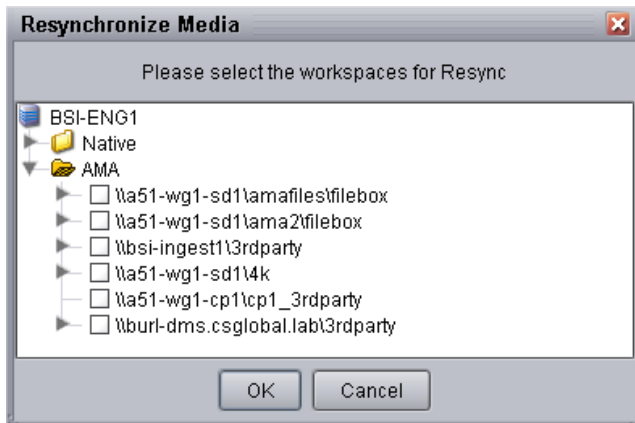 Resynchronize Media
Please select the workspaces for Resync
BSI-ENG1
Native
AMA
\\a51-wg1-sd1\amafiles\filebox
\\a51-wg1-sd1\ama2\filebox
\\bsi-ingest1\3rdparty
\\a51-wg1-sd1\4k
\\a51-wg1-cp1\cp1_3rdparty
\\burl-dms.csglobal.lab\3rdparty
OK Cancel